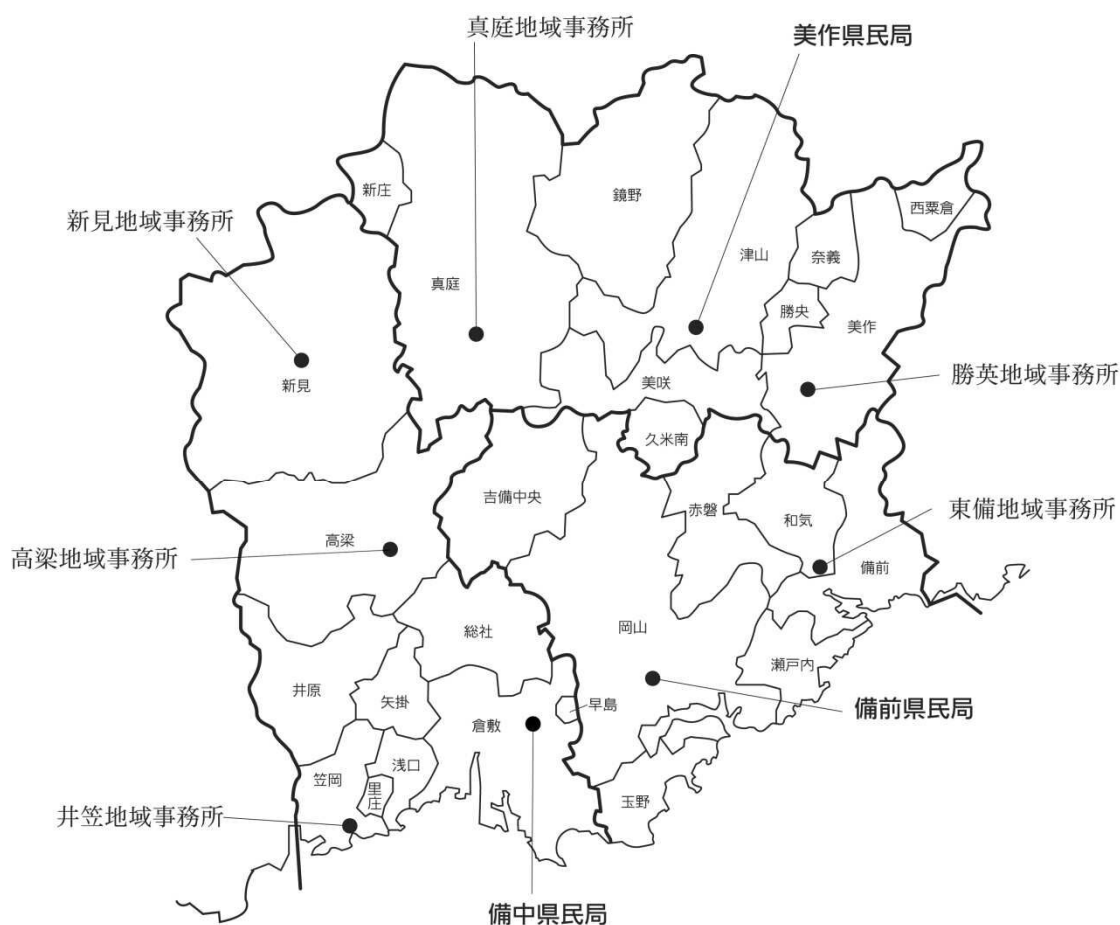 真庭地域事務所
美作県民局
新庄
鏡野
西粟倉
新見地域事務所
奈義
津山
真庭
勝央
美作
新見
美咲
勝英地域事務所
久米南
吉備中央
赤磐
和気
東備地域事務所
高梁
高梁地域事務所
備前
総社
岡山
瀬戸内
井原
矢掛
早島
備前県民局
倉敷
浅口
笠岡
里庄
玉野
井笠地域事務所
備中県民局